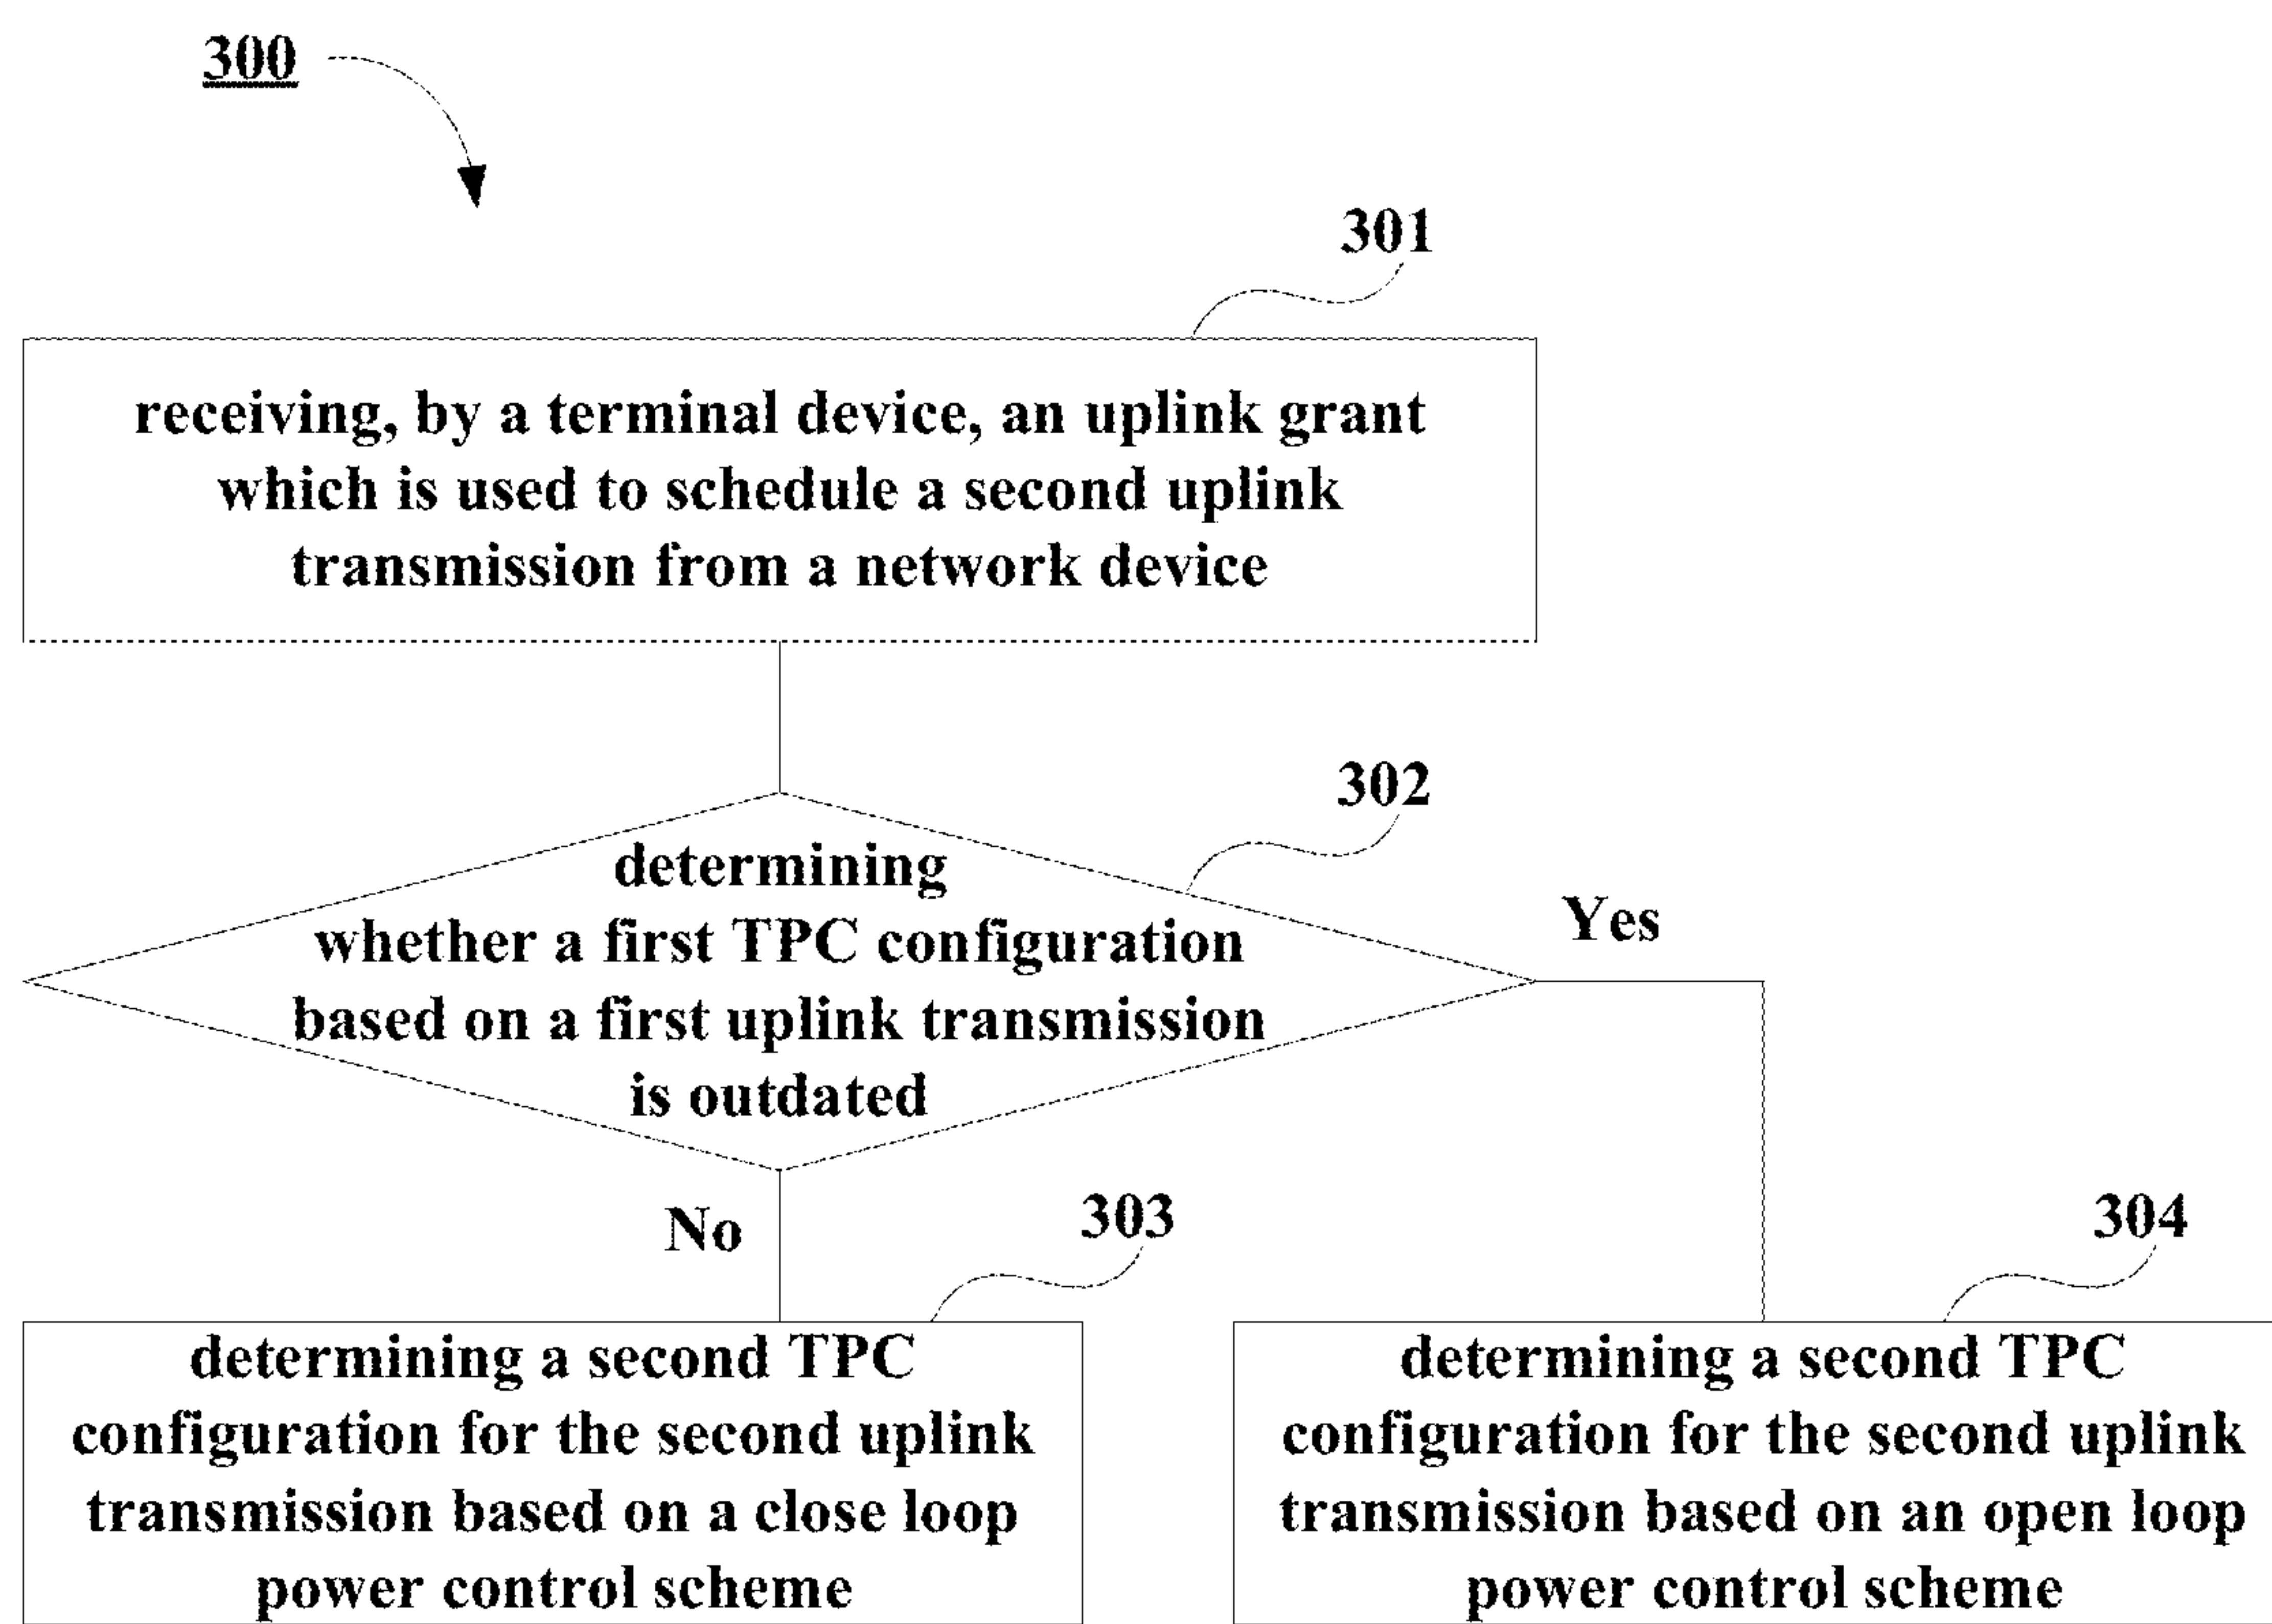 300
301
receiving, by a terminal device, an uplink grant
which is used to schedule a second uplink
transmission from a network device
302
determining
whether a first TPC configuration
based on a first uplink transmission
is outdated
Yes
No
303
determining a second TPC
configuration for the second uplink
transmission based on a close loop
power control scheme
304
determining a second TPC
configuration for the second uplink
transmission based on an open loop
power control scheme